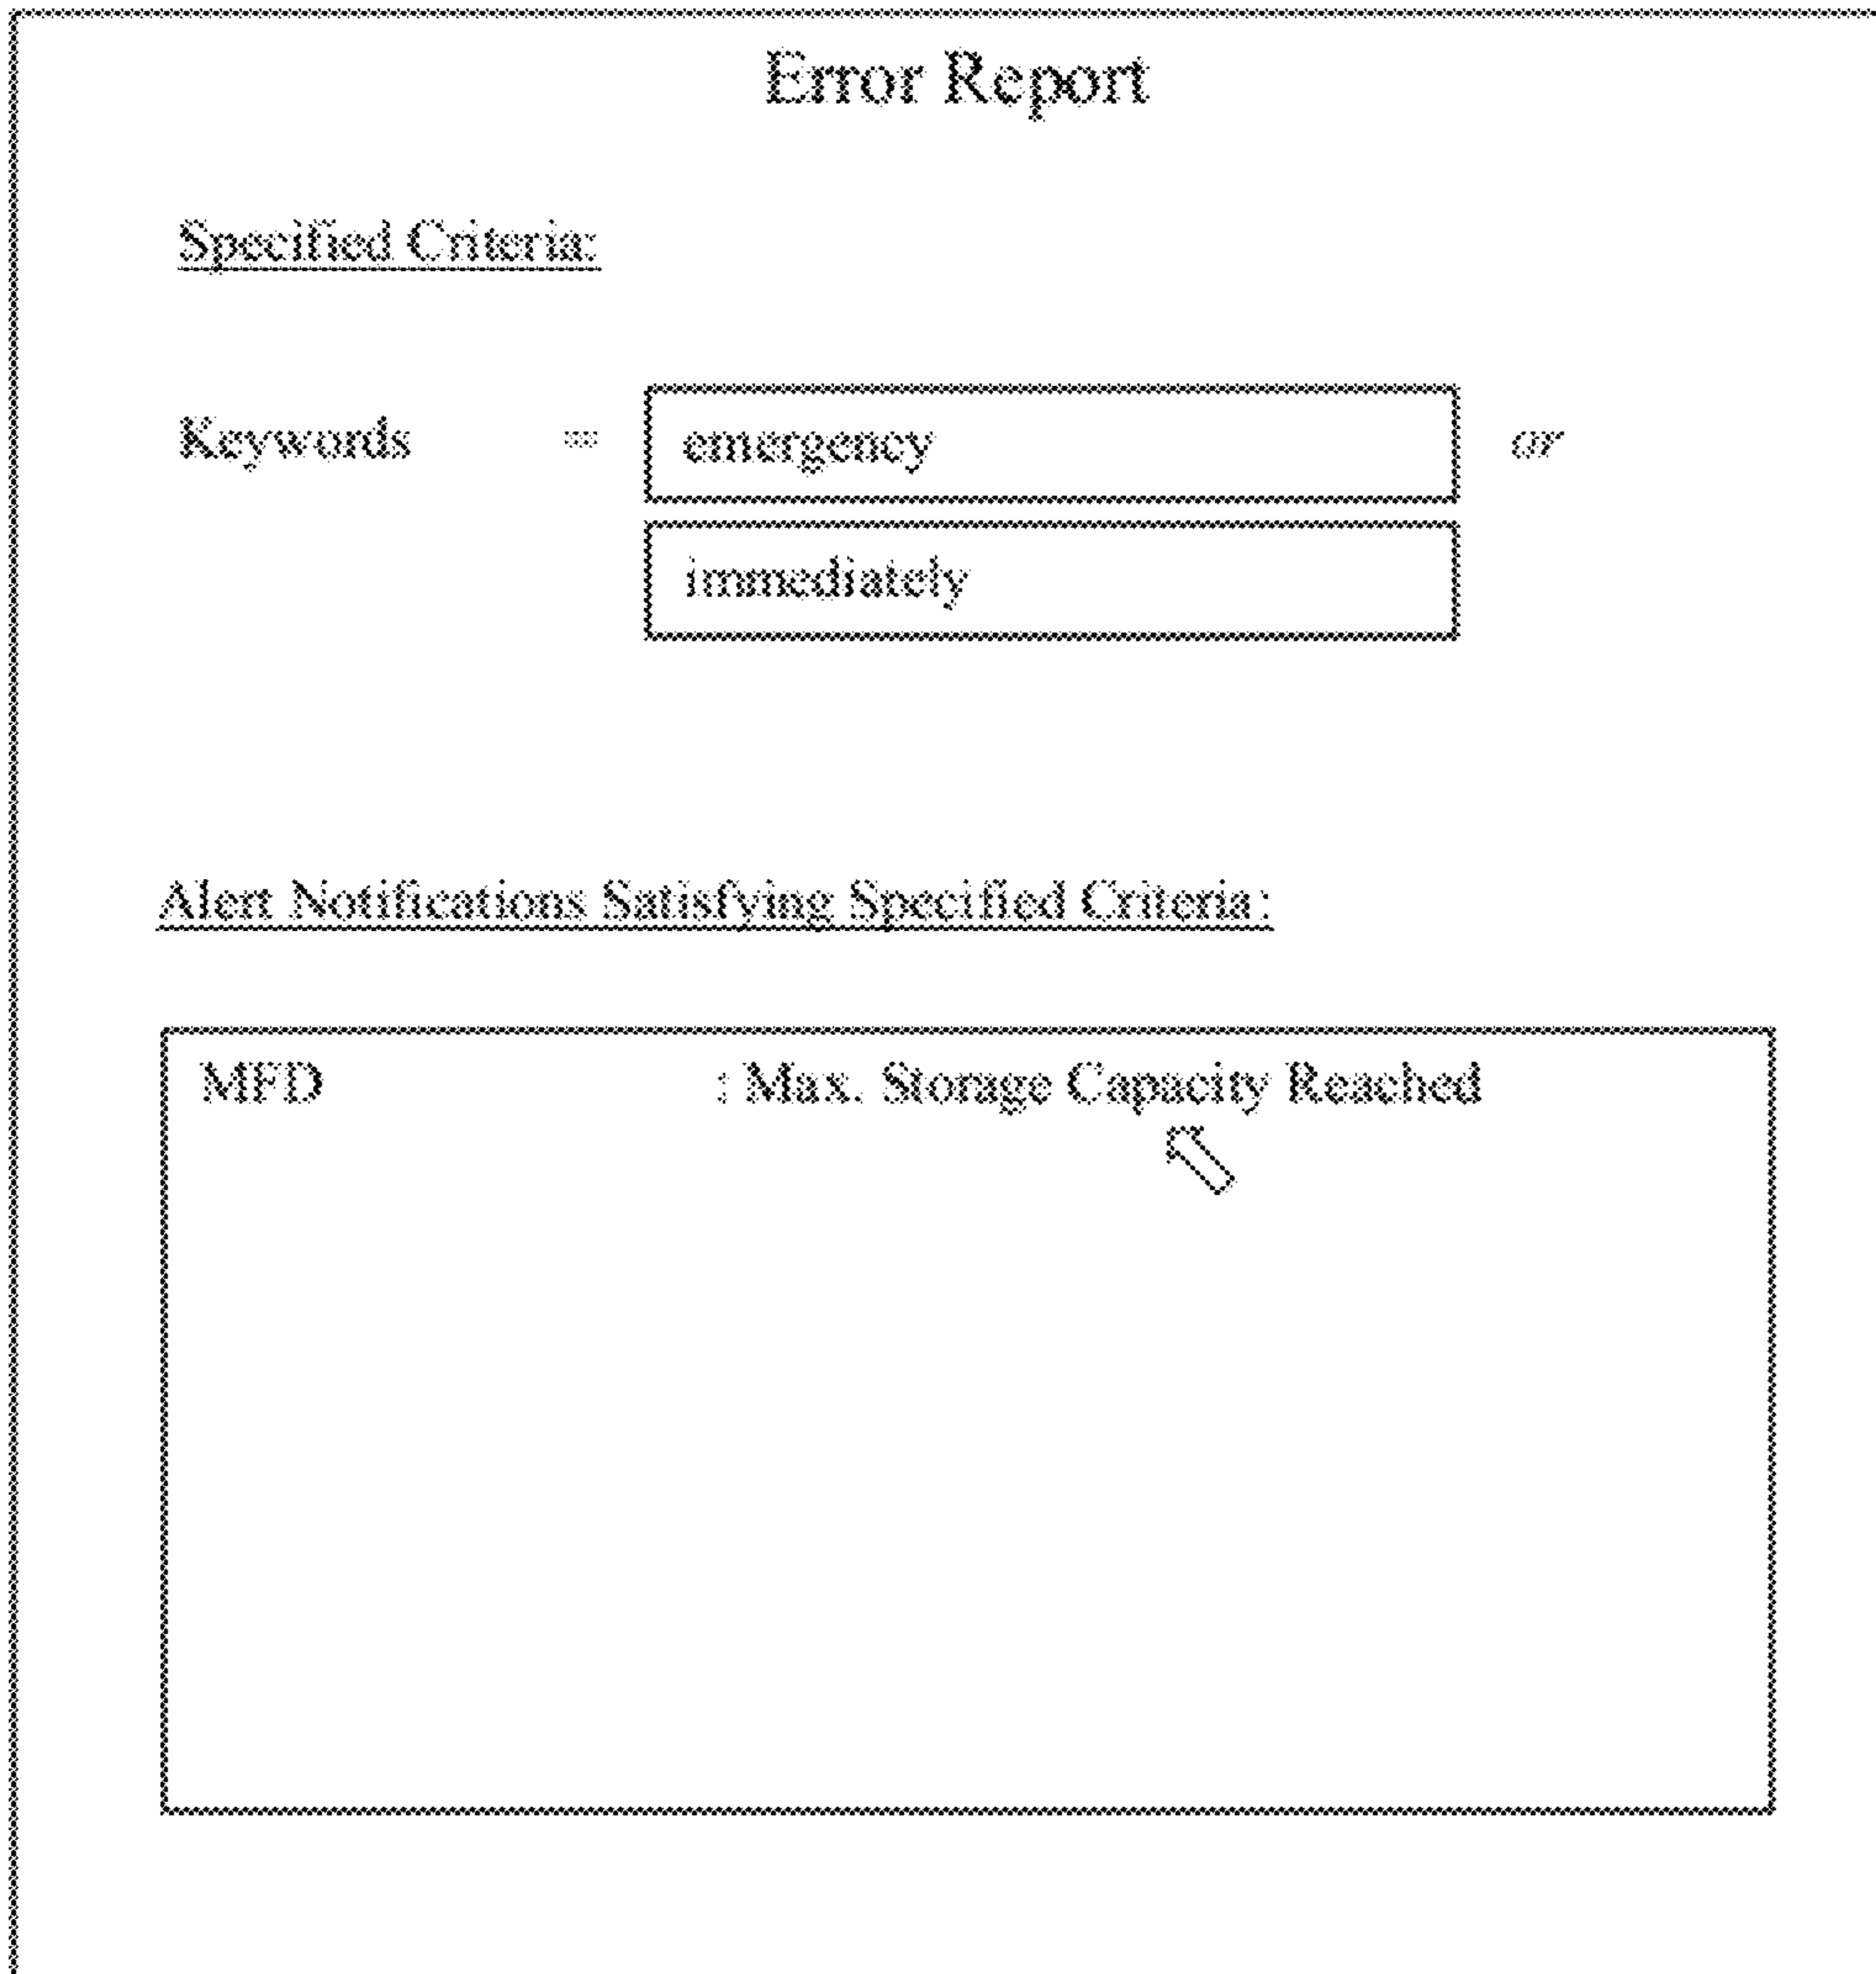 Error Report
Specified Criteria:
Keywords = emergency or
immediately
Alert Notifications Satisfying Specified Criteria:
MFD : Max. Storage Capacity Reached